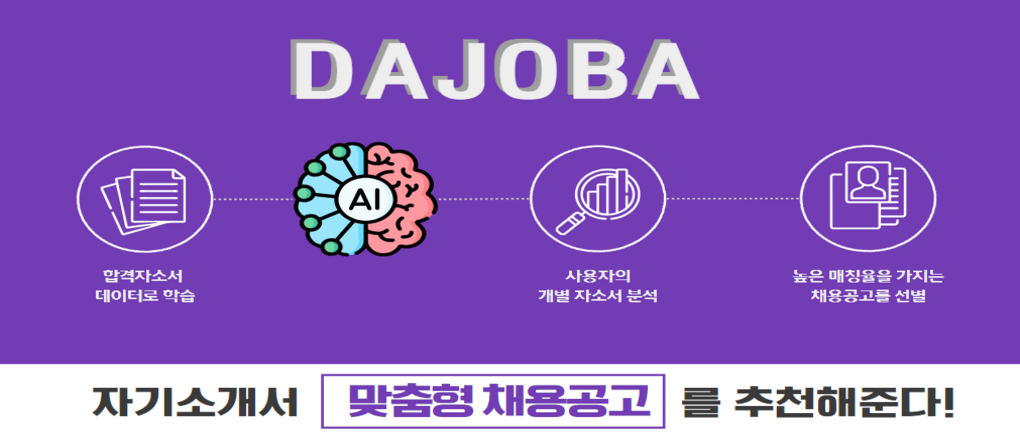 DAJOBA
AI
합격자소서
데이터로 학습
사용자의
개별 자소서 분석
높은 매칭율을 가지는
채용공고를 선별
자기소개서 맞춤형 채용공고 를 추천해준다!